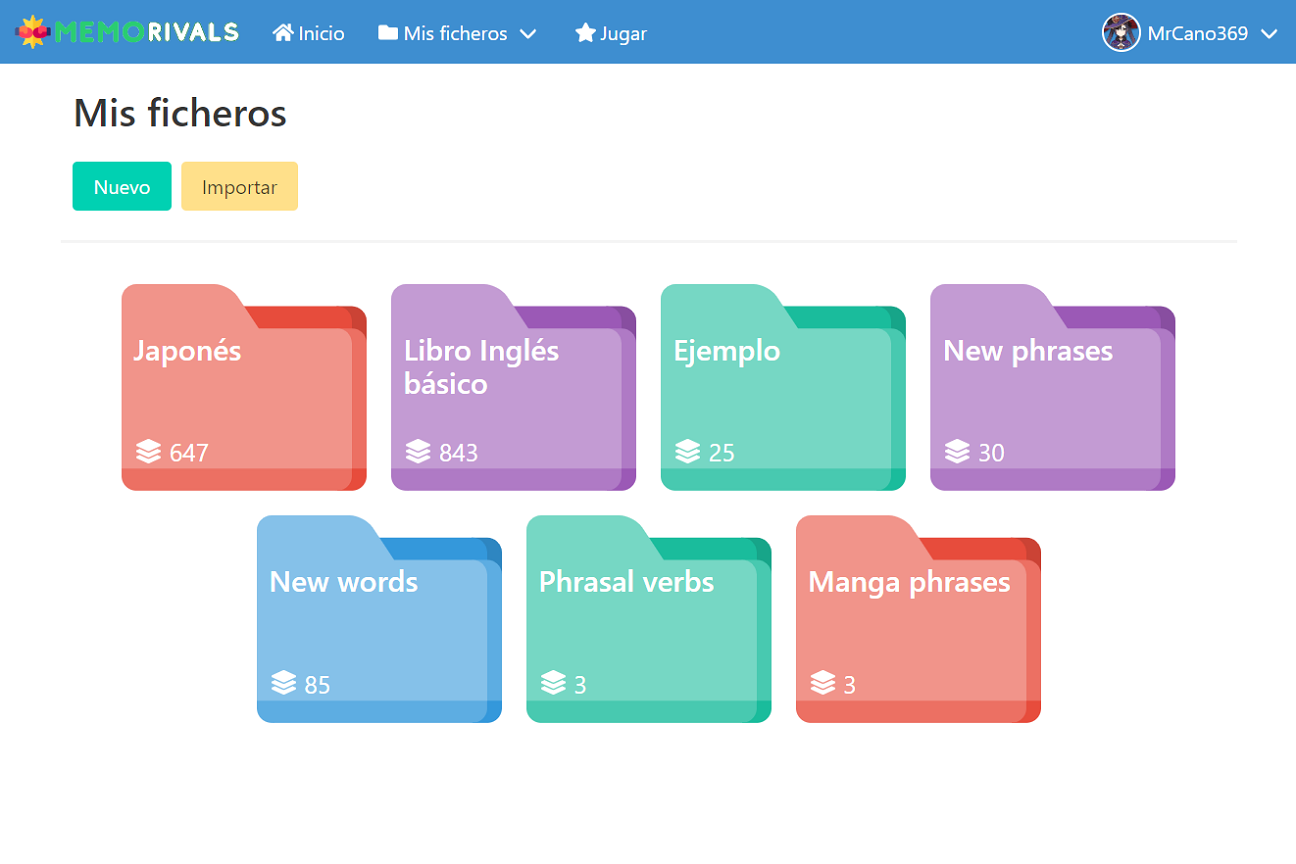 MEMORIVALS Inicio Mis ficheros Jugar MrCano369
Mis ficheros
Nuevo Importar
Japonés
647
Libro Inglés
básico
843
Ejemplo
25
New phrases
30
New words
85
Phrasal verbs
3
Manga phrases
3